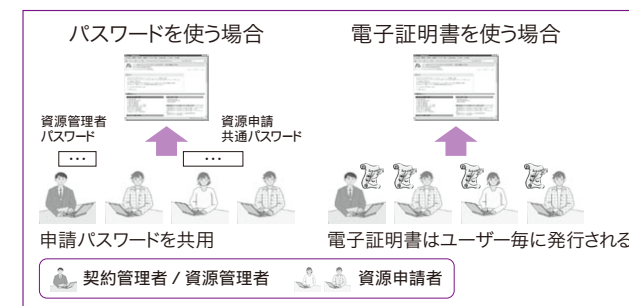 パスワードを使う場合
電子証明書を使う場合
資源管理者
パスワード
資源申請
共通パスワード
...
...
申請パスワードを共用
電子証明書はユーザー毎に発行される
契約管理者 / 資源管理者
資源申請者